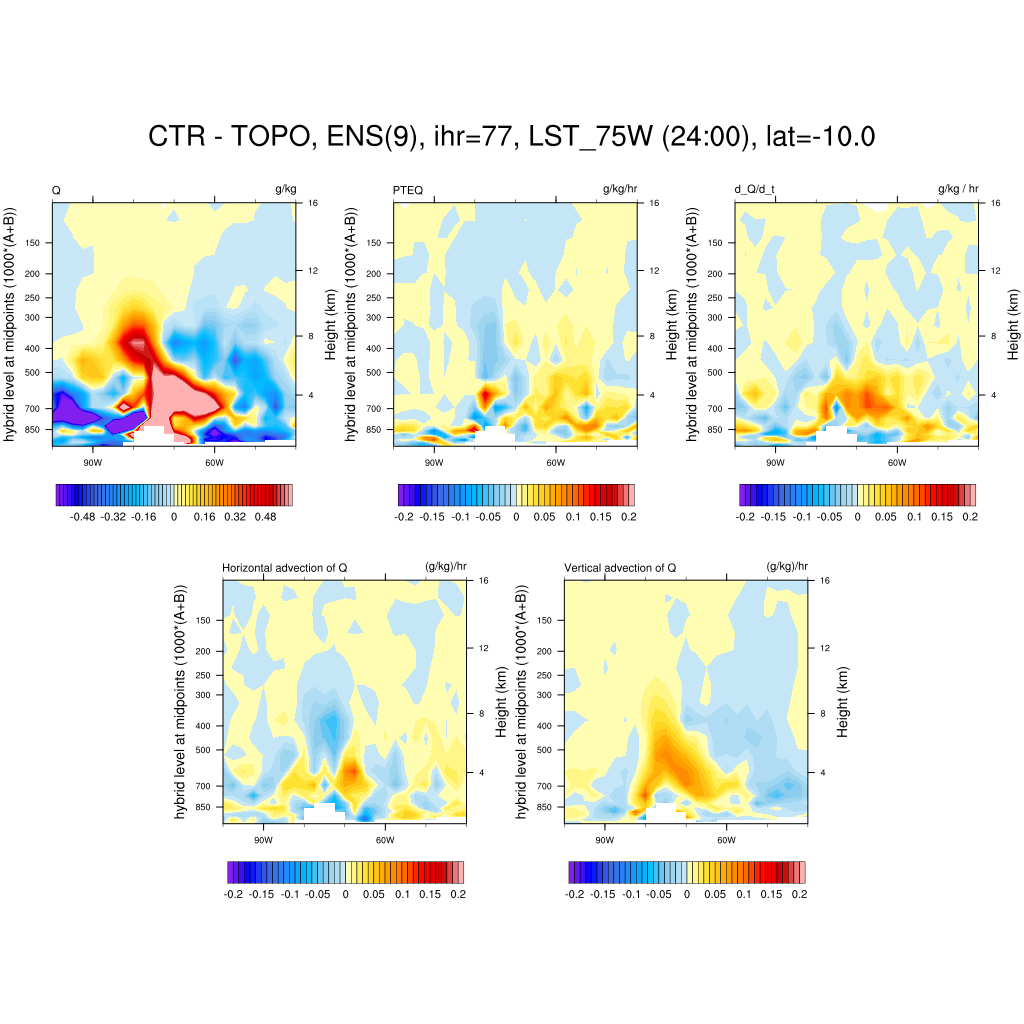 CTR - TOPO, ENS(9), ihr=77, LST_75W (24:00), lat=-10.0
Q g/kg
hybrid level at midpoints (1000*(A+B))
150
200
250
300
400
500
700
850
16
12
8
4
Height (km)
90W 60W
-0.48 -0.32 -0.16 0 0.16 0.32 0.48
PTEQ g/kg/hr
hybrid level at midpoints (1000*(A+B))
150
200
250
300
400
500
700
850
16
12
8
4
Height (km)
90W 60W
-0.2 -0.15 -0.1 -0.05 0 0.05 0.1 0.15 0.2
d_Q/d_t g/kg / hr
hybrid level at midpoints (1000*(A+B))
150
200
250
300
400
500
700
850
16
12
8
4
Height (km)
90W 60W
-0.2 -0.15 -0.1 -0.05 0 0.05 0.1 0.15 0.2
Horizontal advection of Q (g/kg)/hr
hybrid level at midpoints (1000*(A+B))
150
200
250
300
400
500
700
850
16
12
8
4
Height (km)
90W 60W
-0.2 -0.15 -0.1 -0.05 0 0.05 0.1 0.15 0.2
Vertical advection of Q (g/kg)/hr
hybrid level at midpoints (1000*(A+B))
150
200
250
300
400
500
700
850
16
12
8
4
Height (km)
90W 60W
-0.2 -0.15 -0.1 -0.05 0 0.05 0.1 0.15 0.2